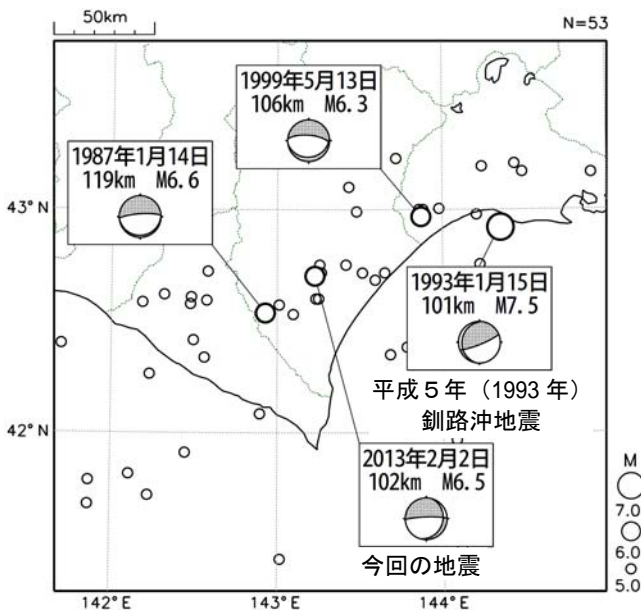 50km
N=53
1999年5月13日
106km M6.3
1987年1月14日
119km M6.6
43°N
1993年1月15日
101km M7.5
平成5年（1993年）
釧路沖地震
42°N
2013年2月2日
102km M6.5
今回の地震
M
7.0
6.0
5.0
142°E
143°E
144°E